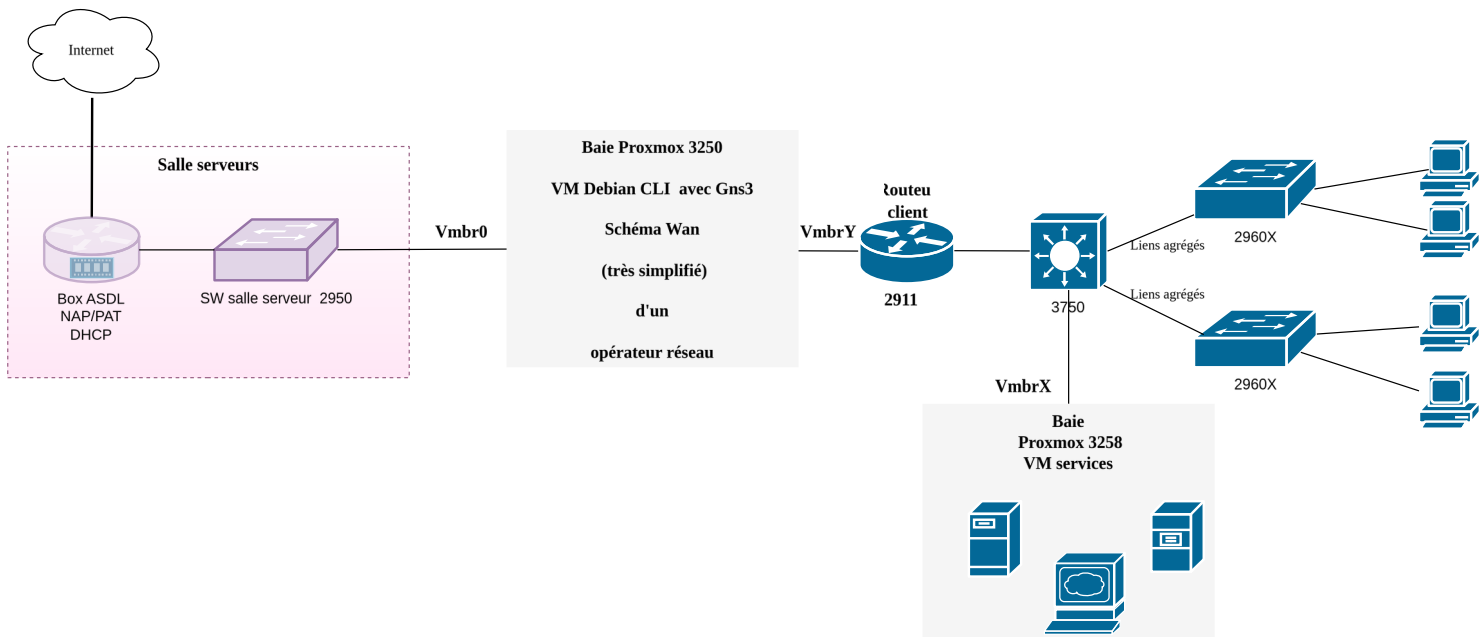 Internet
Salle serveurs
Box ASDL
NAP/PAT
DHCP
SW salle serveur 2950
Vmbr0
Baie Proxmox 3250
VM Debian CLI avec Gns3
Schéma Wan
(très simplifié)
d'un
opérateur réseau
VmbrY
Routeu
client
2911
3750
Liens agrégés
Liens agrégés
2960X
2960X
VmbrX
Baie
Proxmox 3258
VM services